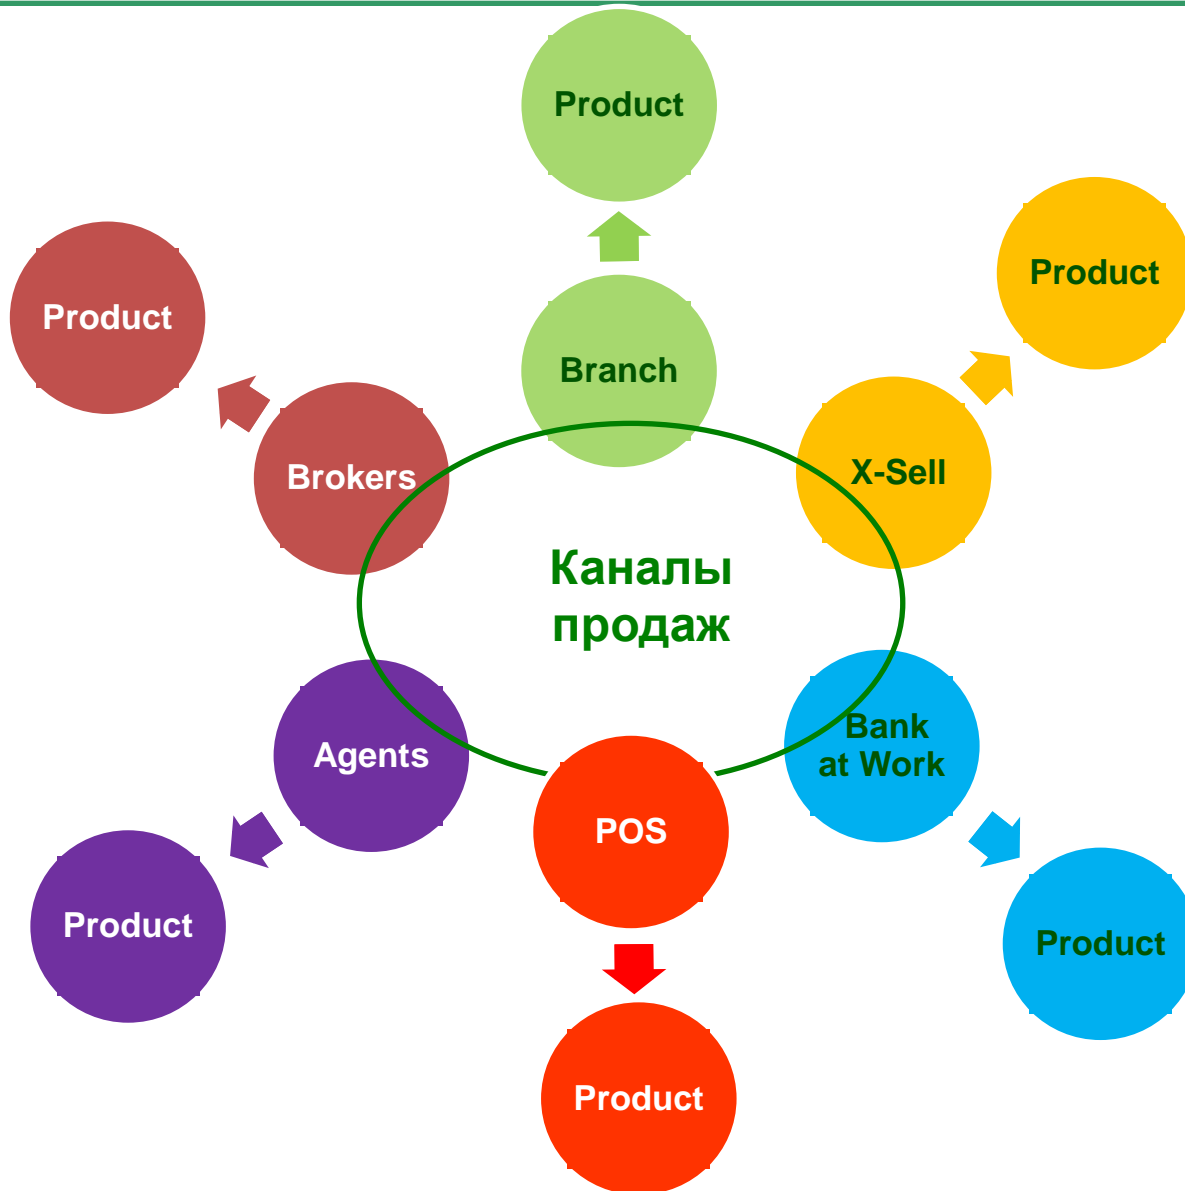 Product
Product
Product
Branch
X-Sell
Brokers
Каналы
продаж
Bank
at Work
Agents
POS
Product
Product
Product